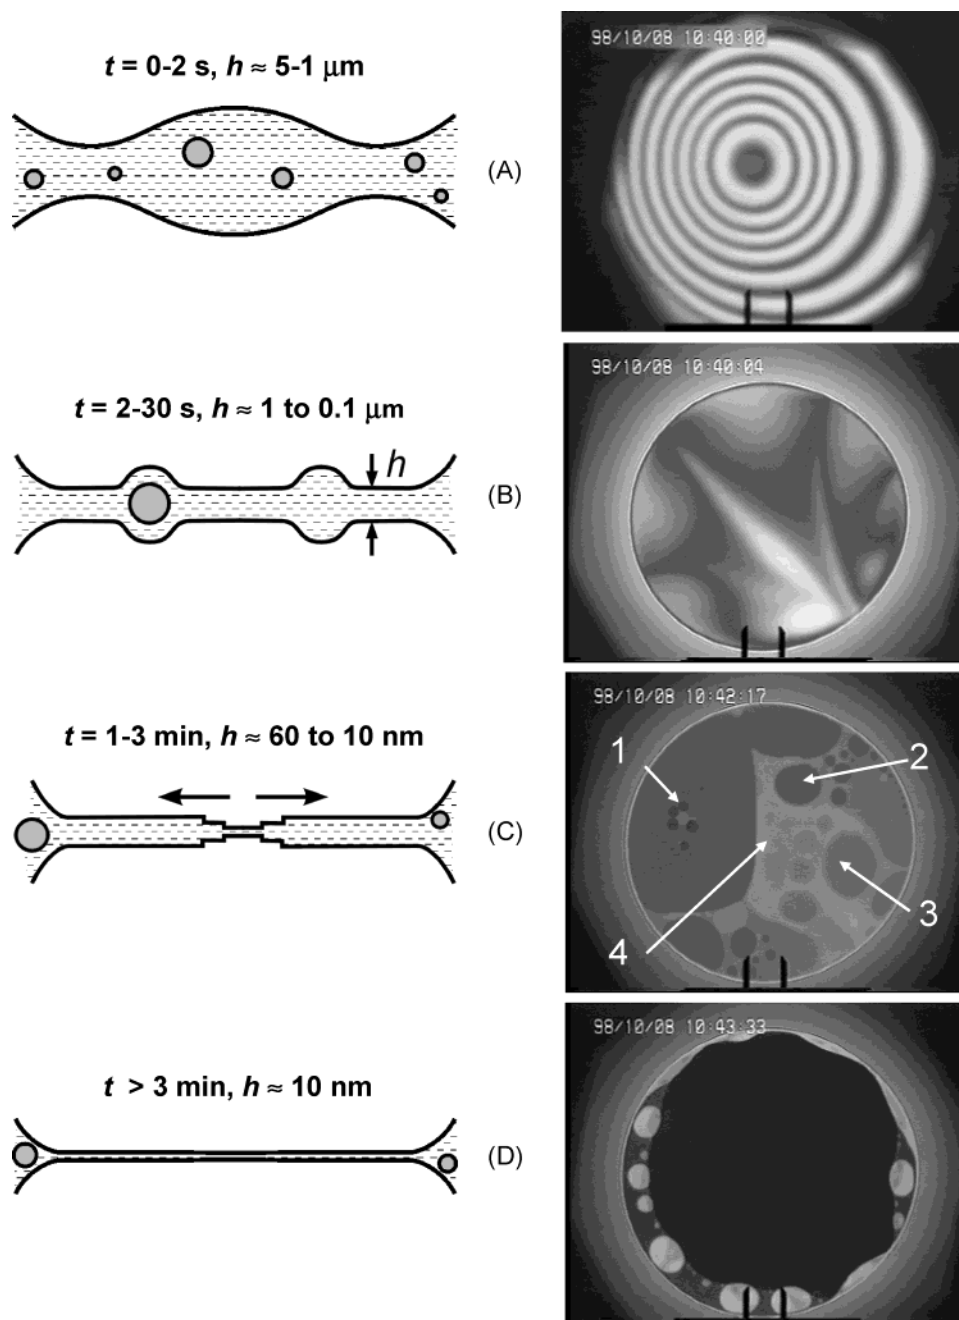 t = 0-2 s, h ≈ 5-1 μm
(A)
98/10/08 10:40:00
t = 2-30 s, h ≈ 1 to 0.1 μm
h
(B)
98/10/08 10:40:04
t = 1-3 min, h ≈ 60 to 10 nm
(C)
98/10/08 10:42:17
1
2
3
4
t > 3 min, h ≈ 10 nm
(D)
98/10/08 10:43:33